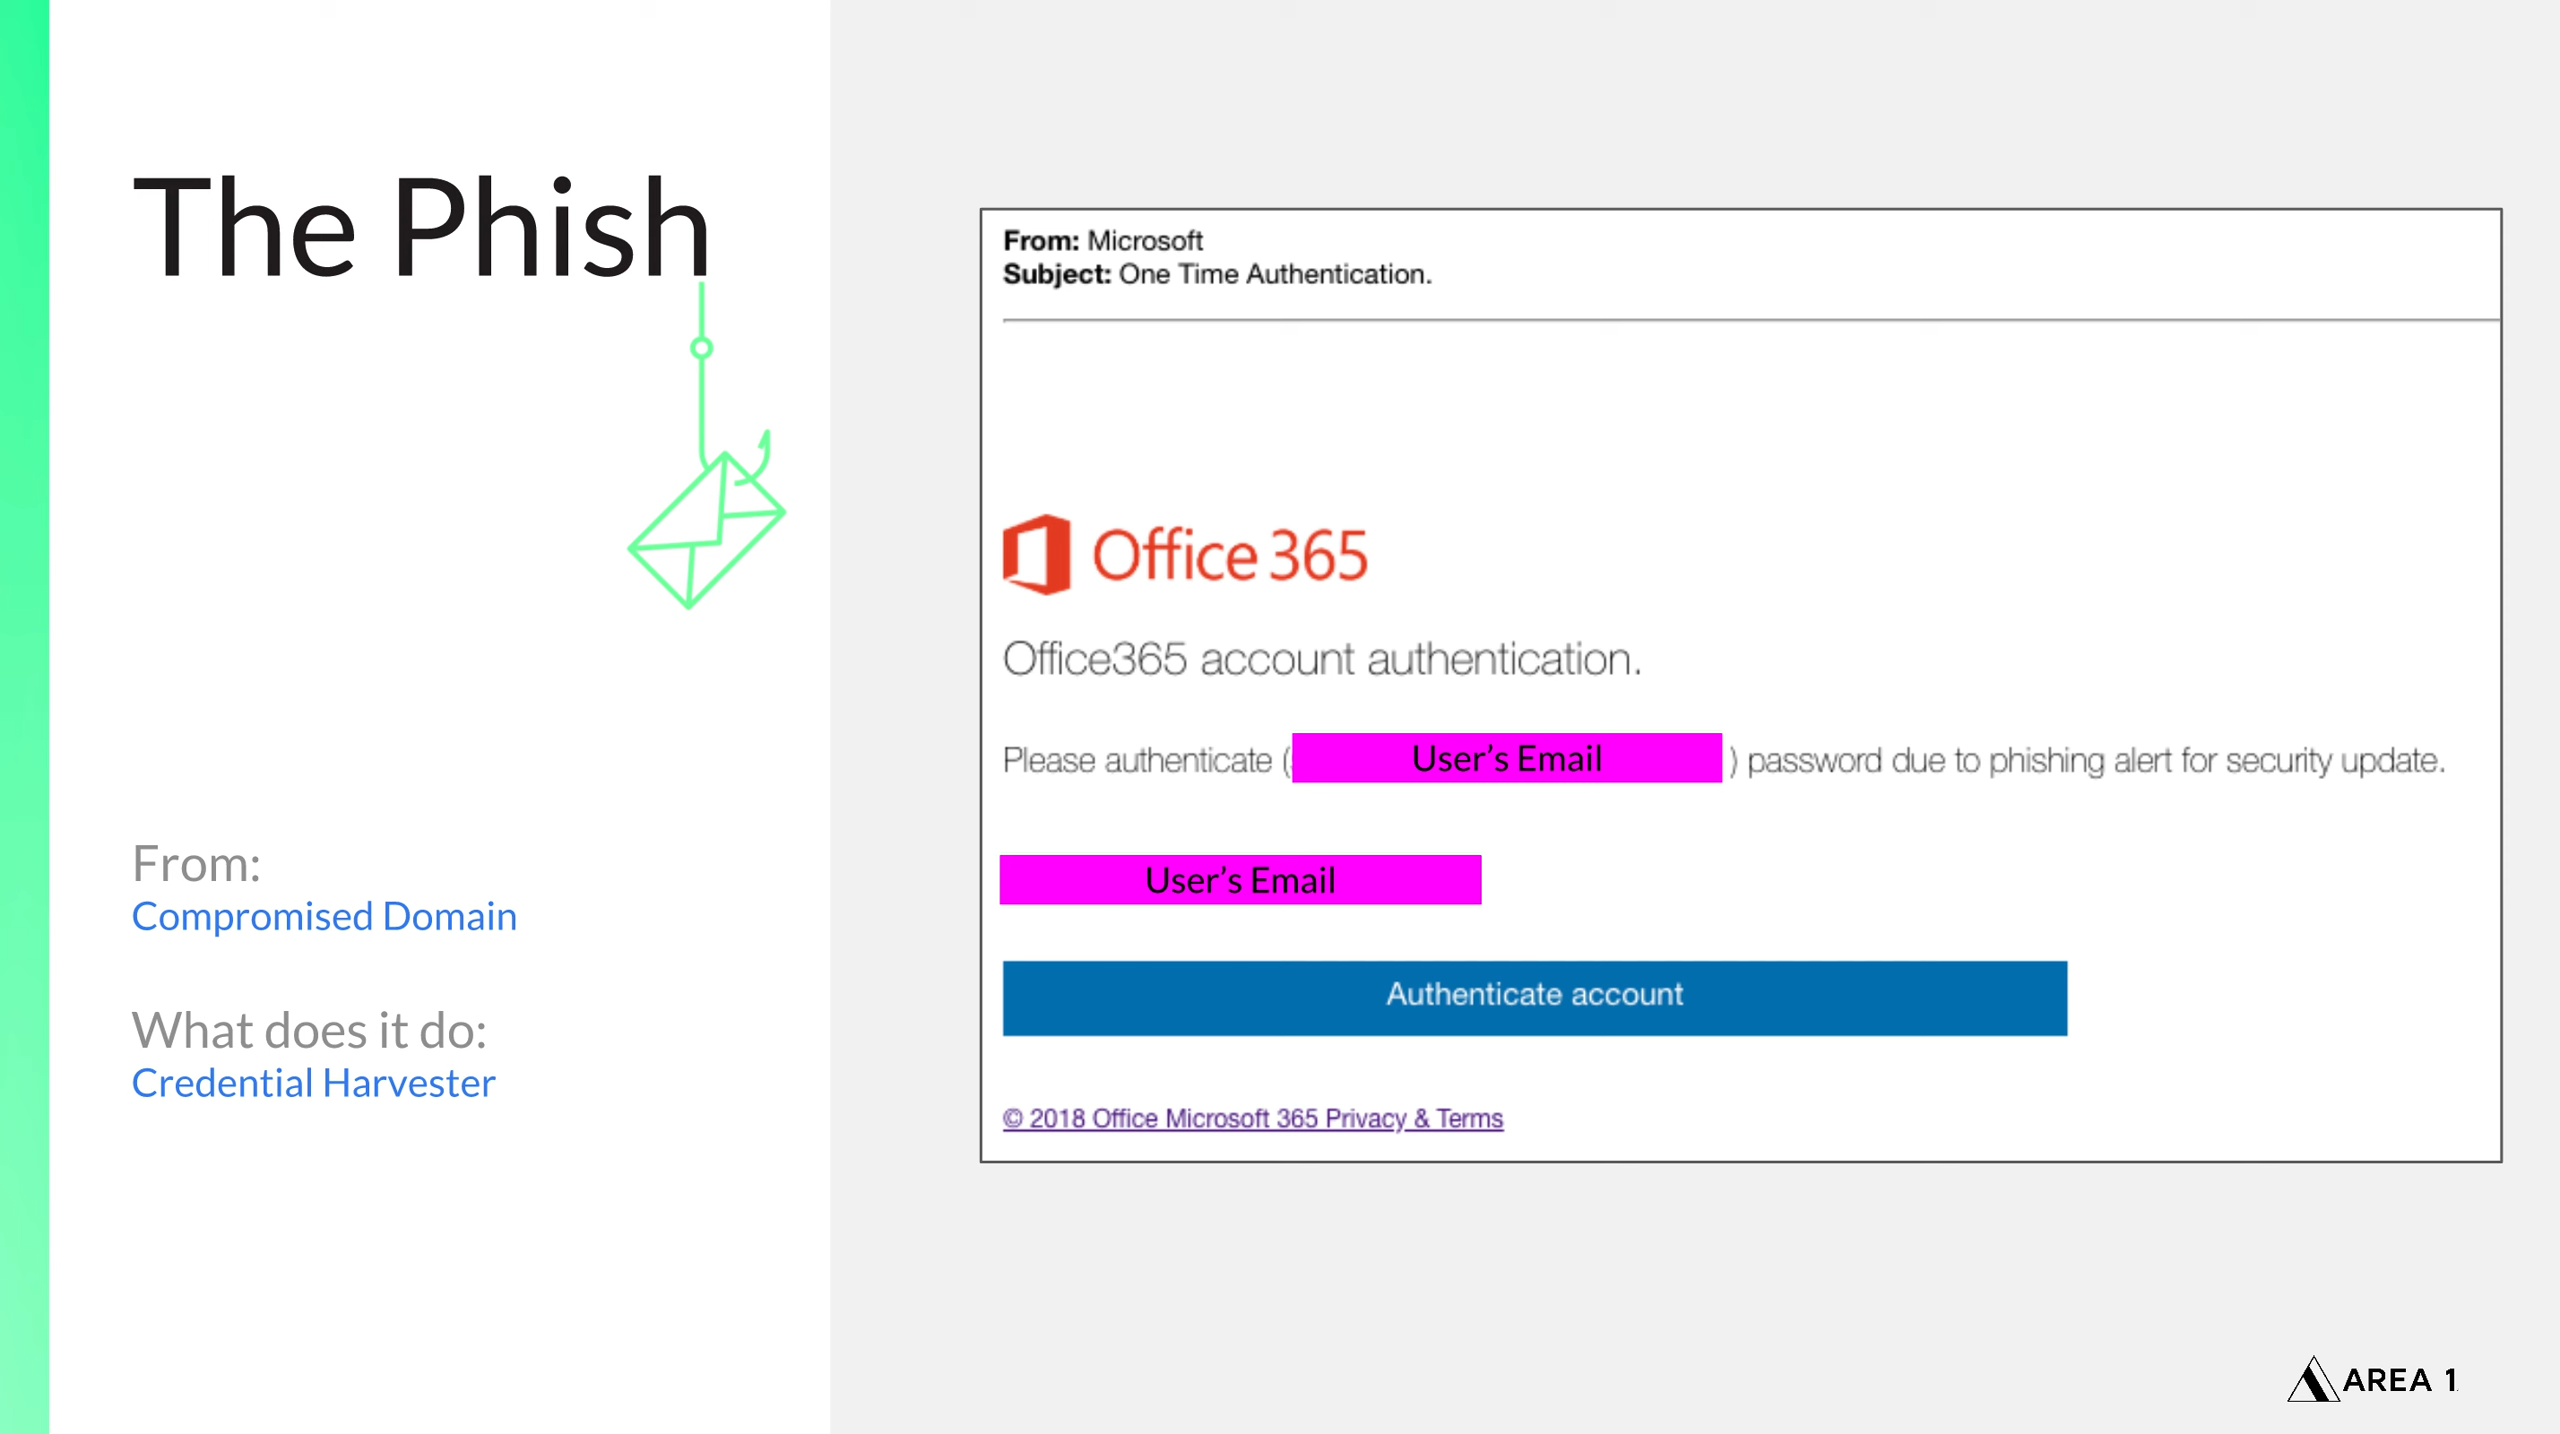 The Phish
From:
Compromised Domain
What does it do:
Credential Harvester
From: Microsoft
Subject: One Time Authentication.
Office 365
Office365 account authentication.
Please authenticate ( User’s Email ) password due to phishing alert for security update.
User’s Email
Authenticate account
© 2018 Office Microsoft 365 Privacy & Terms
AREA 1